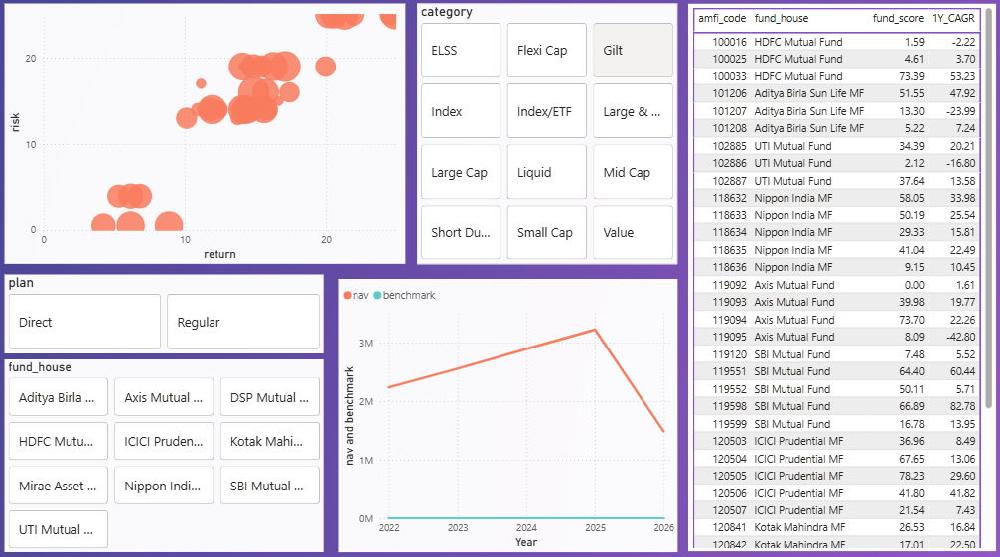 20
10
0
risk
0
10
20
return
category
ELSS
Flexi Cap
Gilt
Index
Index/ETF
Large & ...
Large Cap
Liquid
Mid Cap
Short Du...
Small Cap
Value
plan
Direct
Regular
fund_house
Aditya Birla ...
Axis Mutual ...
DSP Mutual ...
HDFC Mutu...
ICICI Pruden...
Kotak Mahi...
Mirae Asset ...
Nippon Indi...
SBI Mutual ...
UTI Mutual ...
nav benchmark
3M
2M
1M
0M
nav and benchmark
2022 2023 2024 2025 2026
Year
amfi_code fund_house fund_score 1Y_CAGR
100016 HDFC Mutual Fund 1.59 -2.22
100025 HDFC Mutual Fund 4.61 3.70
100033 HDFC Mutual Fund 73.39 53.23
101206 Aditya Birla Sun Life MF 51.55 47.92
101207 Aditya Birla Sun Life MF 13.30 -23.99
101208 Aditya Birla Sun Life MF 5.22 7.24
102885 UTI Mutual Fund 34.39 20.21
102886 UTI Mutual Fund 2.12 -16.80
102887 UTI Mutual Fund 37.64 13.58
118632 Nippon India MF 58.05 33.98
118633 Nippon India MF 50.19 25.54
118634 Nippon India MF 29.33 15.81
118635 Nippon India MF 41.04 22.49
118636 Nippon India MF 9.15 10.45
119092 Axis Mutual Fund 0.00 1.61
119093 Axis Mutual Fund 39.98 19.77
119094 Axis Mutual Fund 73.70 22.26
119095 Axis Mutual Fund 8.09 -42.80
119120 SBI Mutual Fund 7.48 5.52
119551 SBI Mutual Fund 64.40 60.44
119552 SBI Mutual Fund 50.11 5.71
119598 SBI Mutual Fund 66.89 82.78
119599 SBI Mutual Fund 16.78 13.95
120503 ICICI Prudential MF 36.96 8.49
120504 ICICI Prudential MF 67.65 13.06
120505 ICICI Prudential MF 78.23 29.60
120506 ICICI Prudential MF 41.80 41.82
120507 ICICI Prudential MF 21.54 7.43
120841 Kotak Mahindra MF 26.53 16.84
120842 Kotak Mahindra MF 17.01 22.50